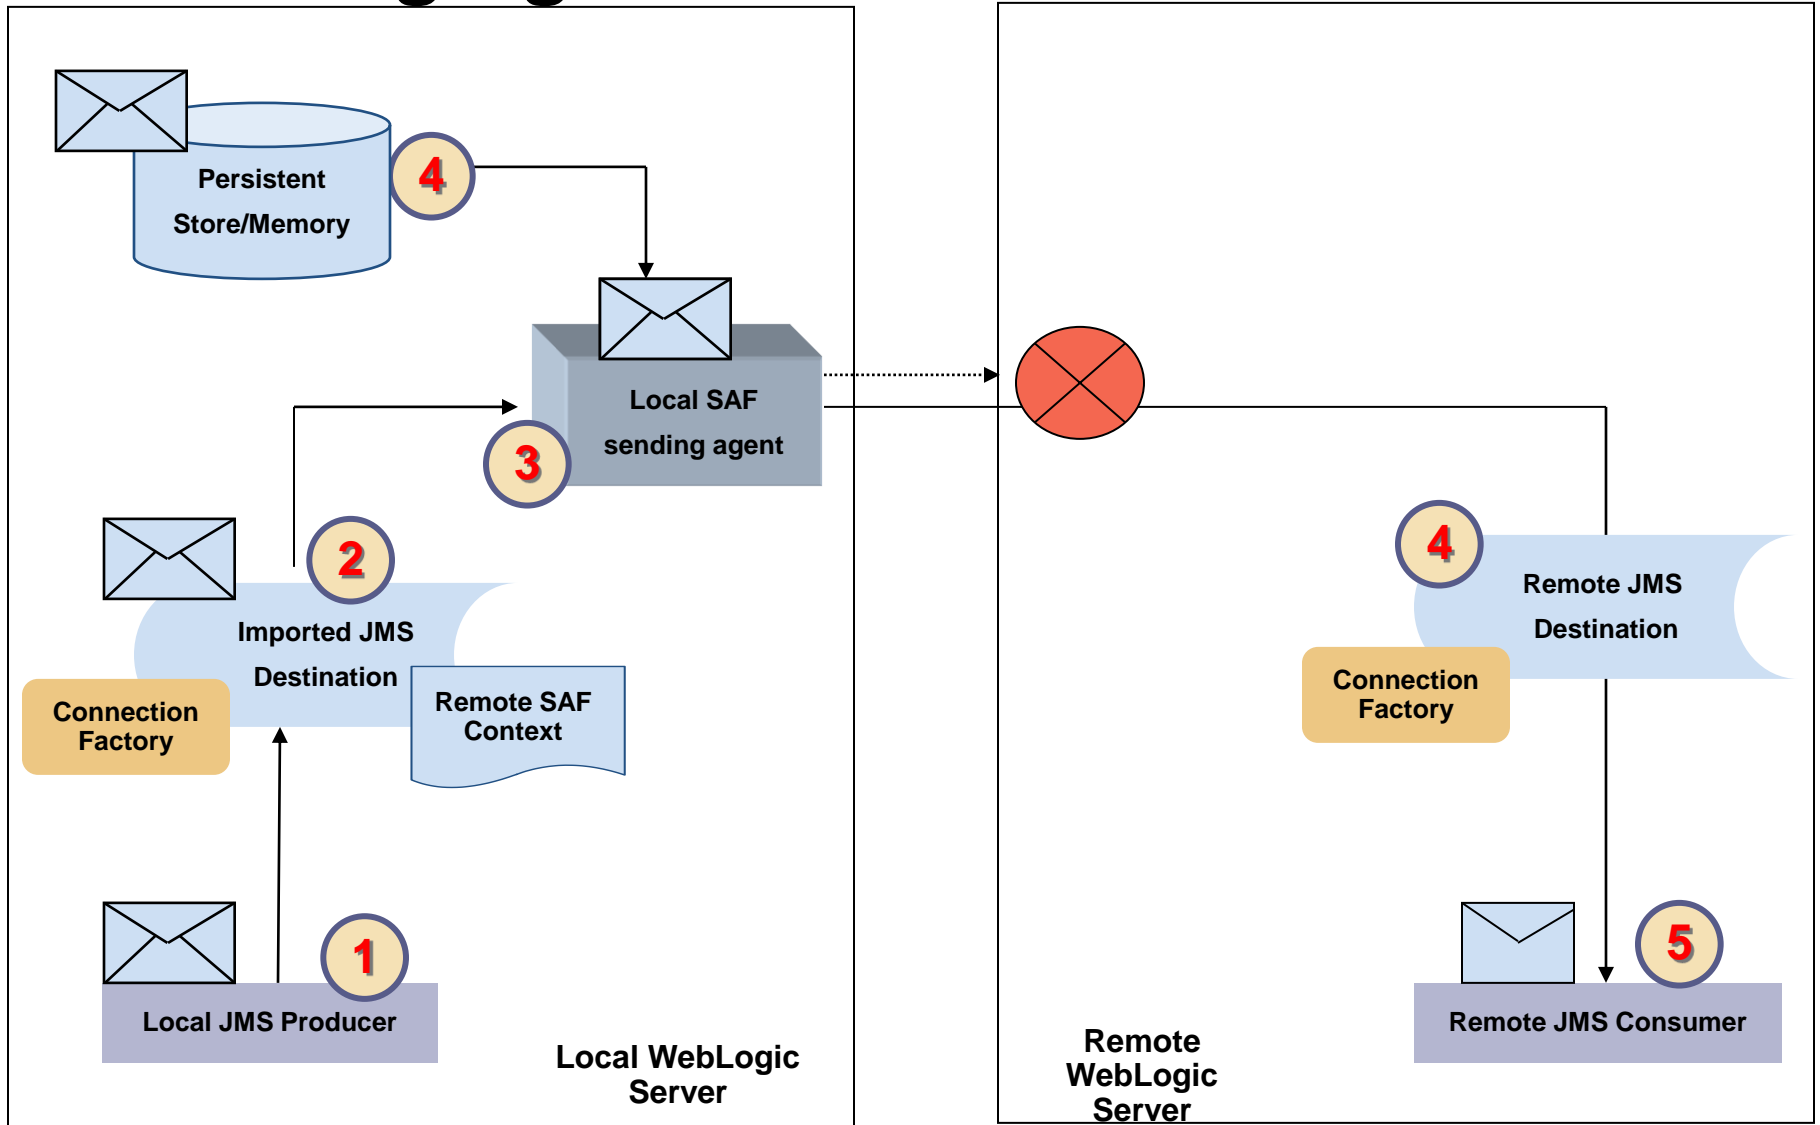 Persistent
Store/Memory
4
Local SAF
sending agent
3
2
Imported JMS
Destination
Connection
Factory
Remote SAF
Context
1
Local JMS Producer
Local WebLogic
Server
4
Remote JMS
Destination
Connection
Factory
5
Remote JMS Consumer
Remote
WebLogic
Server